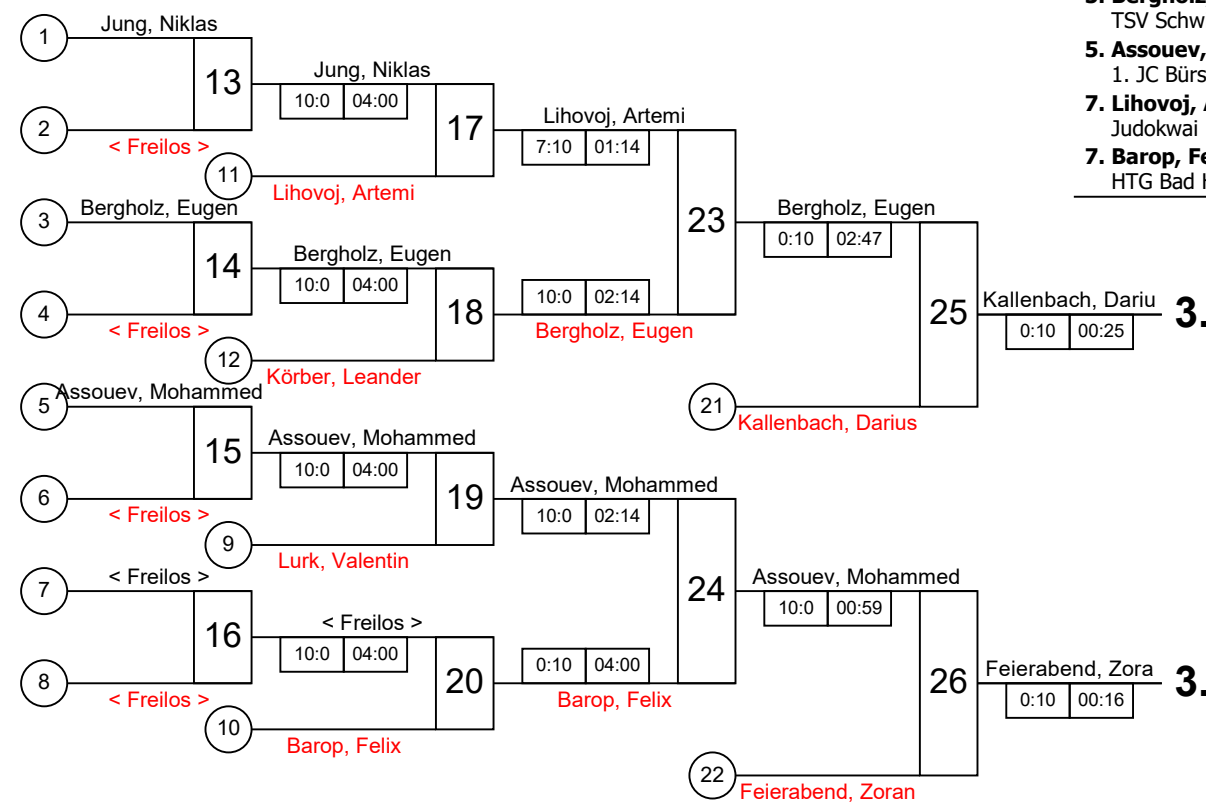 3. Bergholz
TSV Schw
5. Assouev,
1. JC Bürs
7. Lihovoj, A
Judokwai
7. Barop, Fe
HTG Bad
1
Jung, Niklas
13
2
< Freilos >
Jung, Niklas
10:0 04:00
17
11
Lihovoj, Artemi
3
Bergholz, Eugen
14
4
< Freilos >
Bergholz, Eugen
10:0 04:00
18
12
Körber, Leander
Lihovoj, Artemi
7:10 01:14
23
10:0 02:14
Bergholz, Eugen
Bergholz, Eugen
0:10 02:47
25
21
Kallenbach, Darius
Kallenbach, Dariu
0:10 00:25
3.
5
Assouev, Mohammed
15
6
< Freilos >
Assouev, Mohammed
10:0 04:00
19
9
Lurk, Valentin
7
< Freilos >
16
8
< Freilos >
< Freilos >
10:0 04:00
20
10
Barop, Felix
Assouev, Mohammed
10:0 02:14
24
0:10 04:00
Barop, Felix
Assouev, Mohammed
10:0 00:59
26
22
Feierabend, Zoran
Feierabend, Zora
0:10 00:16
3.